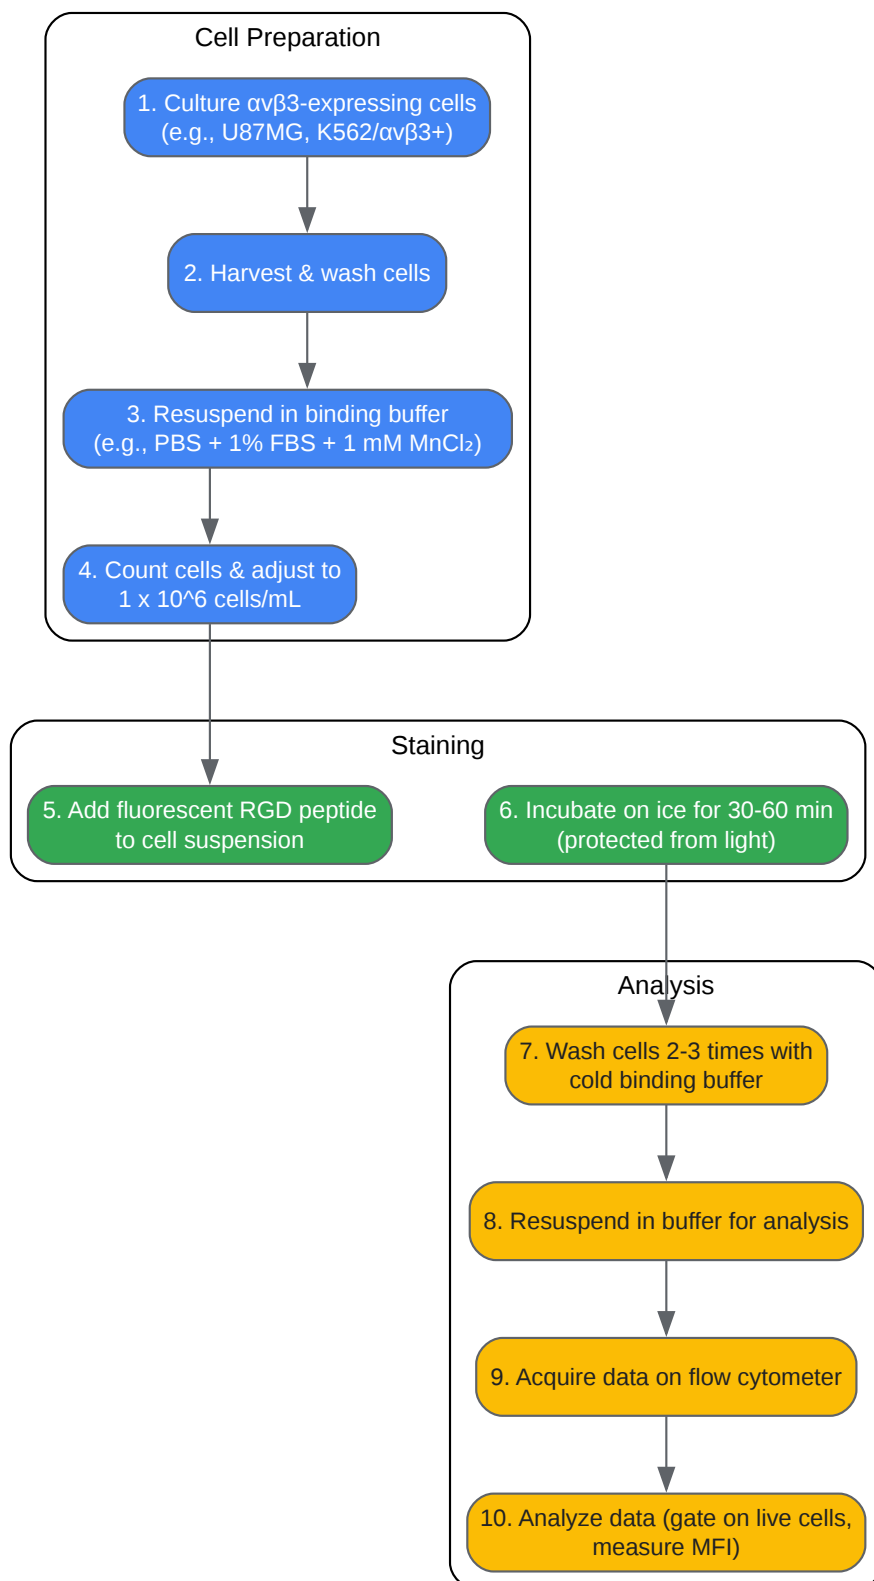 Cell Preparation
1. Culture αvβ3-expressing cells
(e.g., U87MG, K562/αvβ3+)
2. Harvest & wash cells
3. Resuspend in binding buffer
(e.g., PBS + 1% FBS + 1 mM MnCl₂)
4. Count cells & adjust to
1 x 10^6 cells/mL
Staining
5. Add fluorescent RGD peptide
to cell suspension
6. Incubate on ice for 30-60 min
(protected from light)
Analysis
7. Wash cells 2-3 times with
cold binding buffer
8. Resuspend in buffer for analysis
9. Acquire data on flow cytometer
10. Analyze data (gate on live cells,
measure MFI)